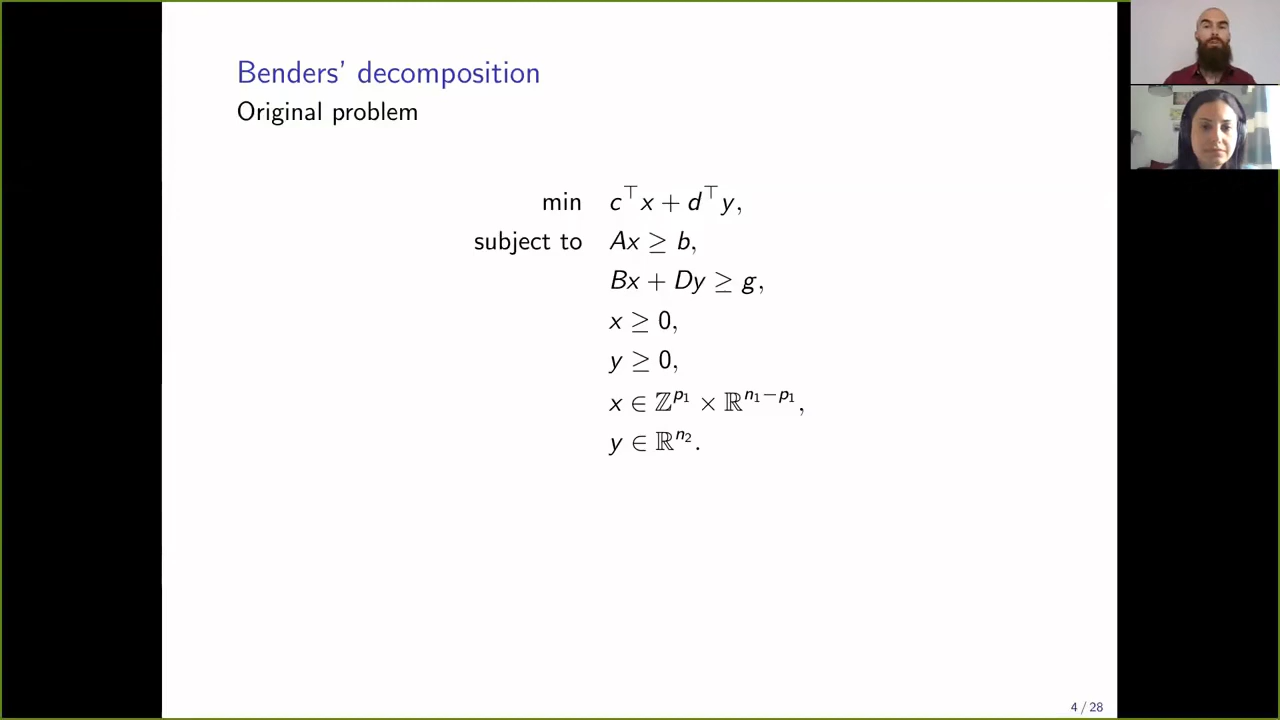 Benders' decomposition
Original problem
min c⊤x + d⊤y,
subject to Ax ≥ b,
Bx + Dy ≥ g,
x ≥ 0,
y ≥ 0,
x ∈ ℤ^{p₁} × ℝ^{n₁−p₁},
y ∈ ℝ^{n₂}.
4 / 28